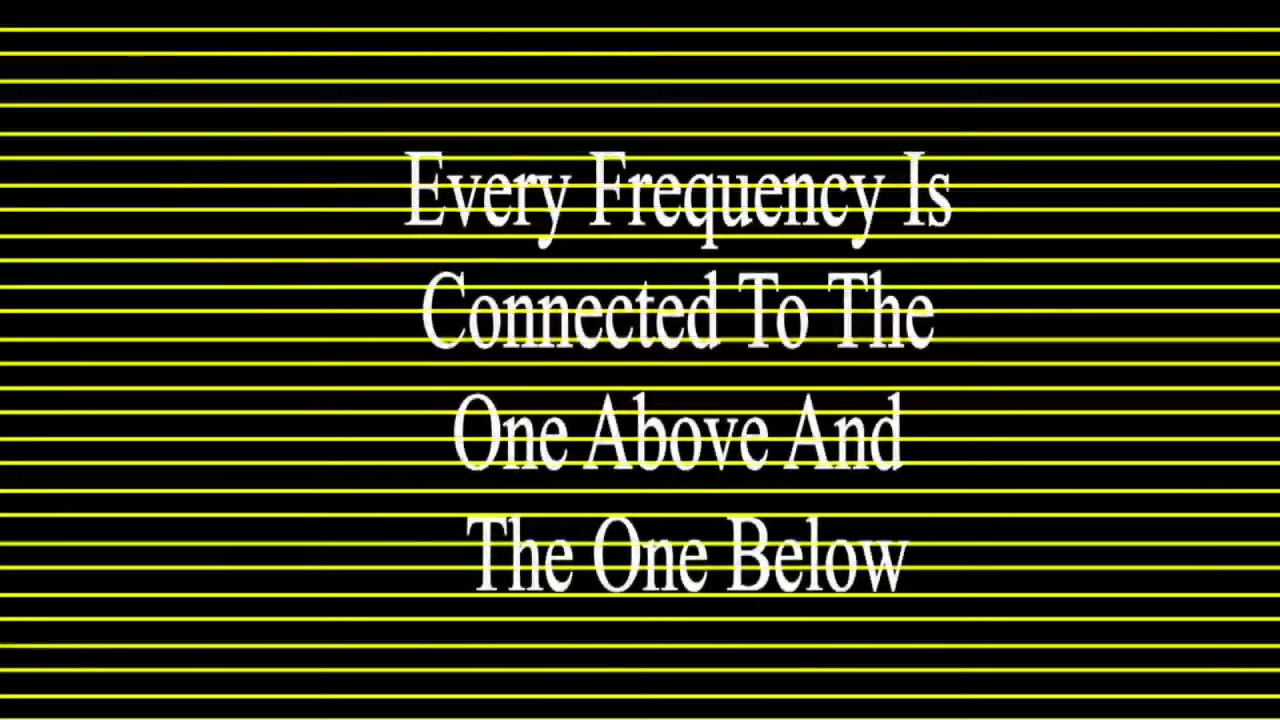 Every Frequency Is
Connected To The
One Above And
The One Below